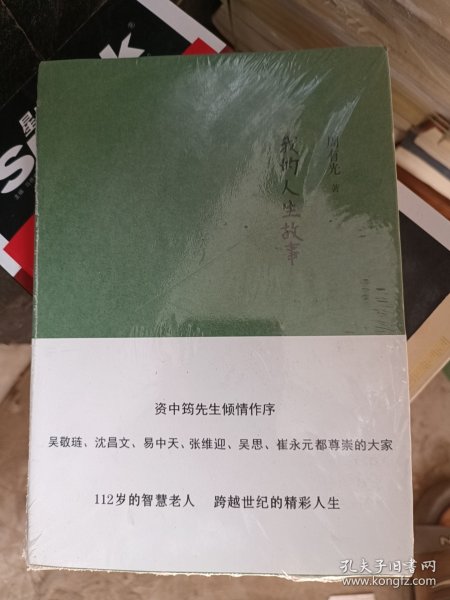 我的人生故事
周有光 著
资中筠先生倾情作序
吴敬琏、沈昌文、易中天、张维迎、吴思、崔永元都尊崇的大家
112岁的智慧老人 跨越世纪的精彩人生
孔夫子旧书网
www.kongfz.com